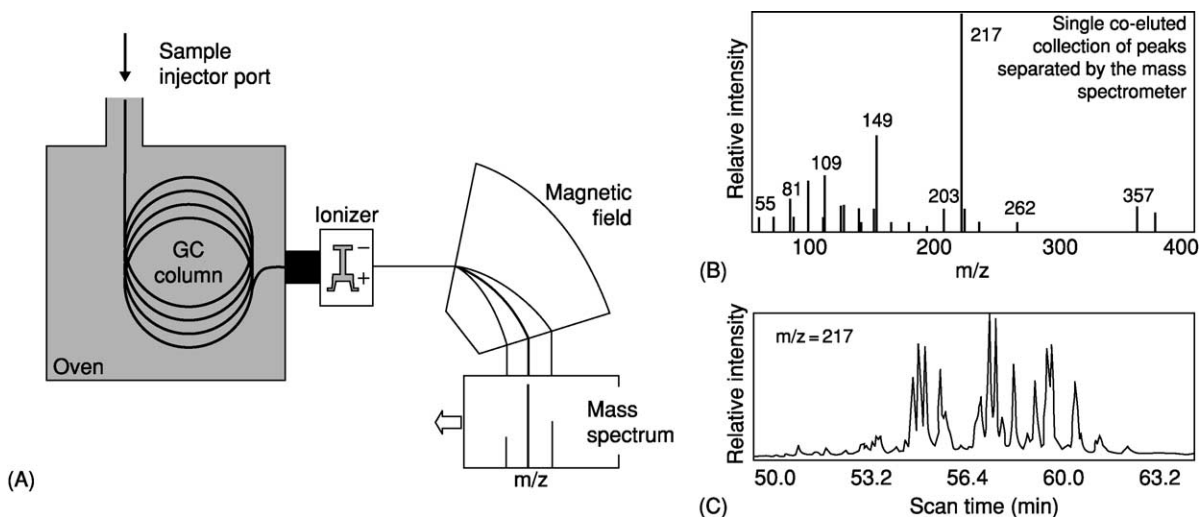 Sample
injector port
GC
column
Oven
Ionizer
−
+
Magnetic
field
Mass
spectrum
m/z
(A)
Relative intensity
Single co-eluted
collection of peaks
separated by the mass
spectrometer
217
149
109
81
55
203
262
357
100
200
300
400
m/z
(B)
Relative intensity
m/z=217
50.0
53.2
56.4
60.0
63.2
Scan time (min)
(C)